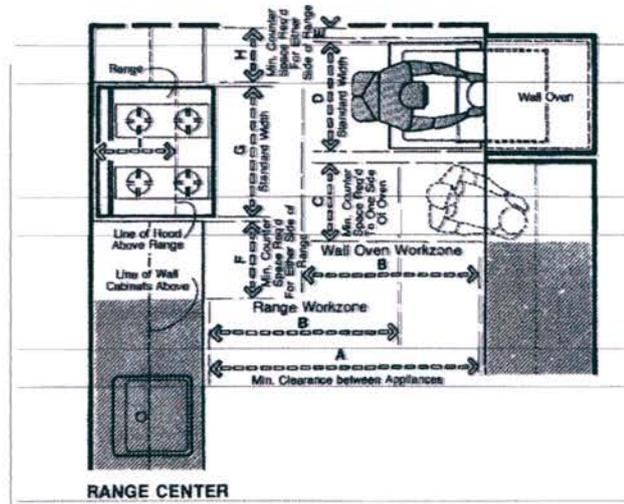 Range
H
Min. Counter
Space Req'd
For Either
Side of Range
E
G
Standard Width
D
Standard Width
Wall Oven
I
C
Min. Counter
Space Req'd
To One Side
Of Oven
F
Min. Counter
Space Req'd
For Either Side of
Range
Line of Hood
Above Range
Line of Wall
Cabinets Above
Wall Oven Workzone
B
Range Workzone
B
A
Min. Clearance between Appliances
RANGE CENTER